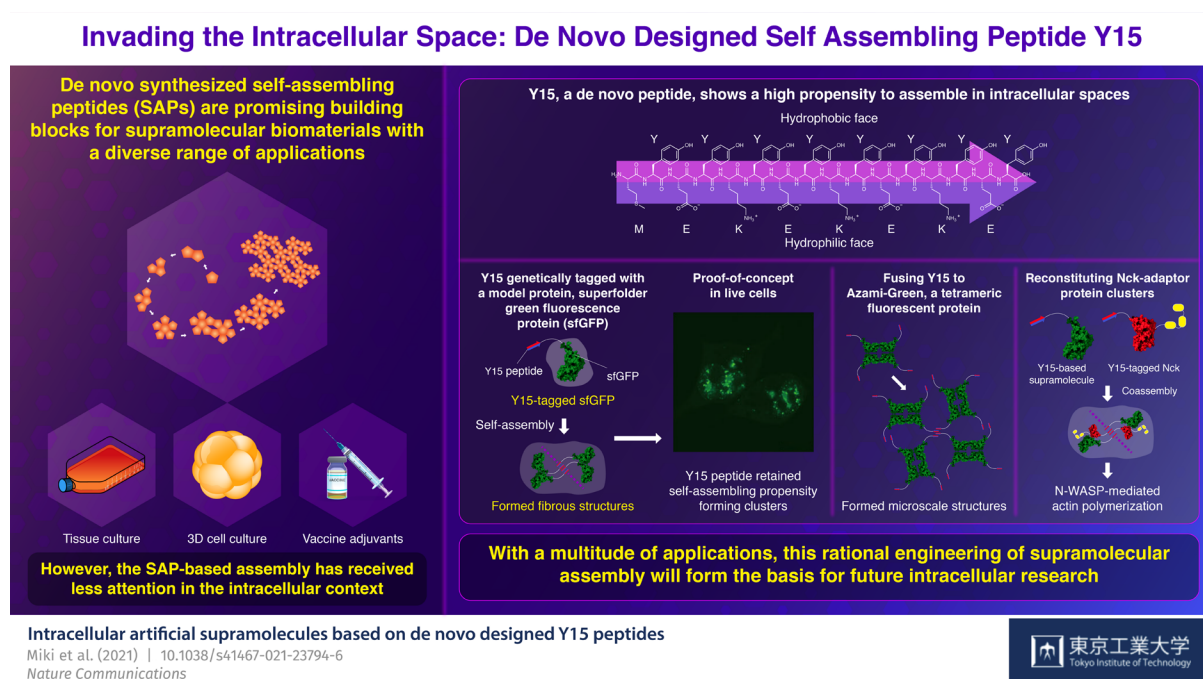 Invading the Intracellular Space: De Novo Designed Self Assembling Peptide Y15
De novo synthesized self-assembling
peptides (SAPs) are promising building
blocks for supramolecular biomaterials with
a diverse range of applications
Tissue culture
3D cell culture
VACCINE
Vaccine adjuvants
However, the SAP-based assembly has received
less attention in the intracellular context
Y15, a de novo peptide, shows a high propensity to assemble in intracellular spaces
Hydrophobic face
Y Y Y Y Y Y Y
M E K E K E K E
Hydrophilic face
Y15 genetically tagged with
a model protein, superfolder
green fluorescence
protein (sfGFP)
Y15 peptide
sfGFP
Y15-tagged sfGFP
Self-assembly
Formed fibrous structures
Proof-of-concept
in live cells
Y15 peptide retained
self-assembling propensity
forming clusters
Fusing Y15 to
Azami-Green, a tetrameric
fluorescent protein
Formed microscale structures
Reconstituting Nck-adaptor
protein clusters
Y15-based
supramolecule
Y15-tagged Nck
Coassembly
N-WASP-mediated
actin polymerization
With a multitude of applications, this rational engineering of supramolecular
assembly will form the basis for future intracellular research
Intracellular artificial supramolecules based on de novo designed Y15 peptides
Miki et al. (2021) | 10.1038/s41467-021-23794-6
Nature Communications
東京工業大学
Tokyo Institute of Technology